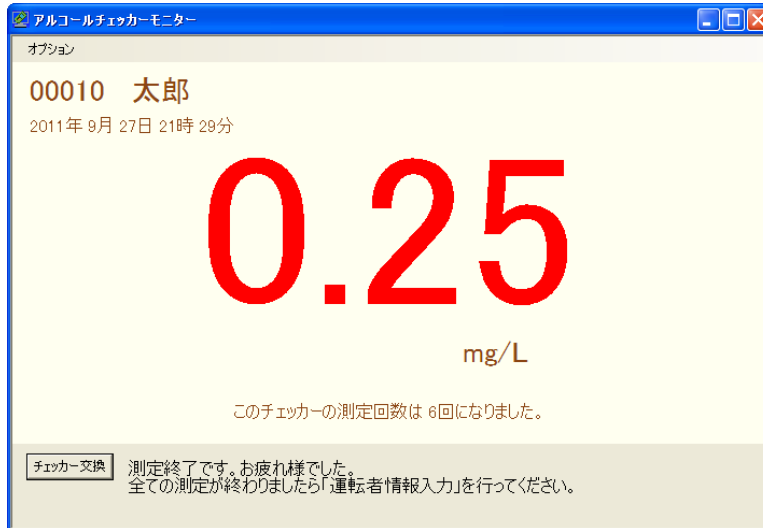 アルコールチェッカーモニター
オプション
00010 太郎
2011年 9月 27日 21時 29分
0.25
mg/L
このチェッカーの測定回数は 6回になりました。
チェッカー交換
測定終了です。お疲れ様でした。
全ての測定が終わりましたら「運転者情報入力」を行ってください。